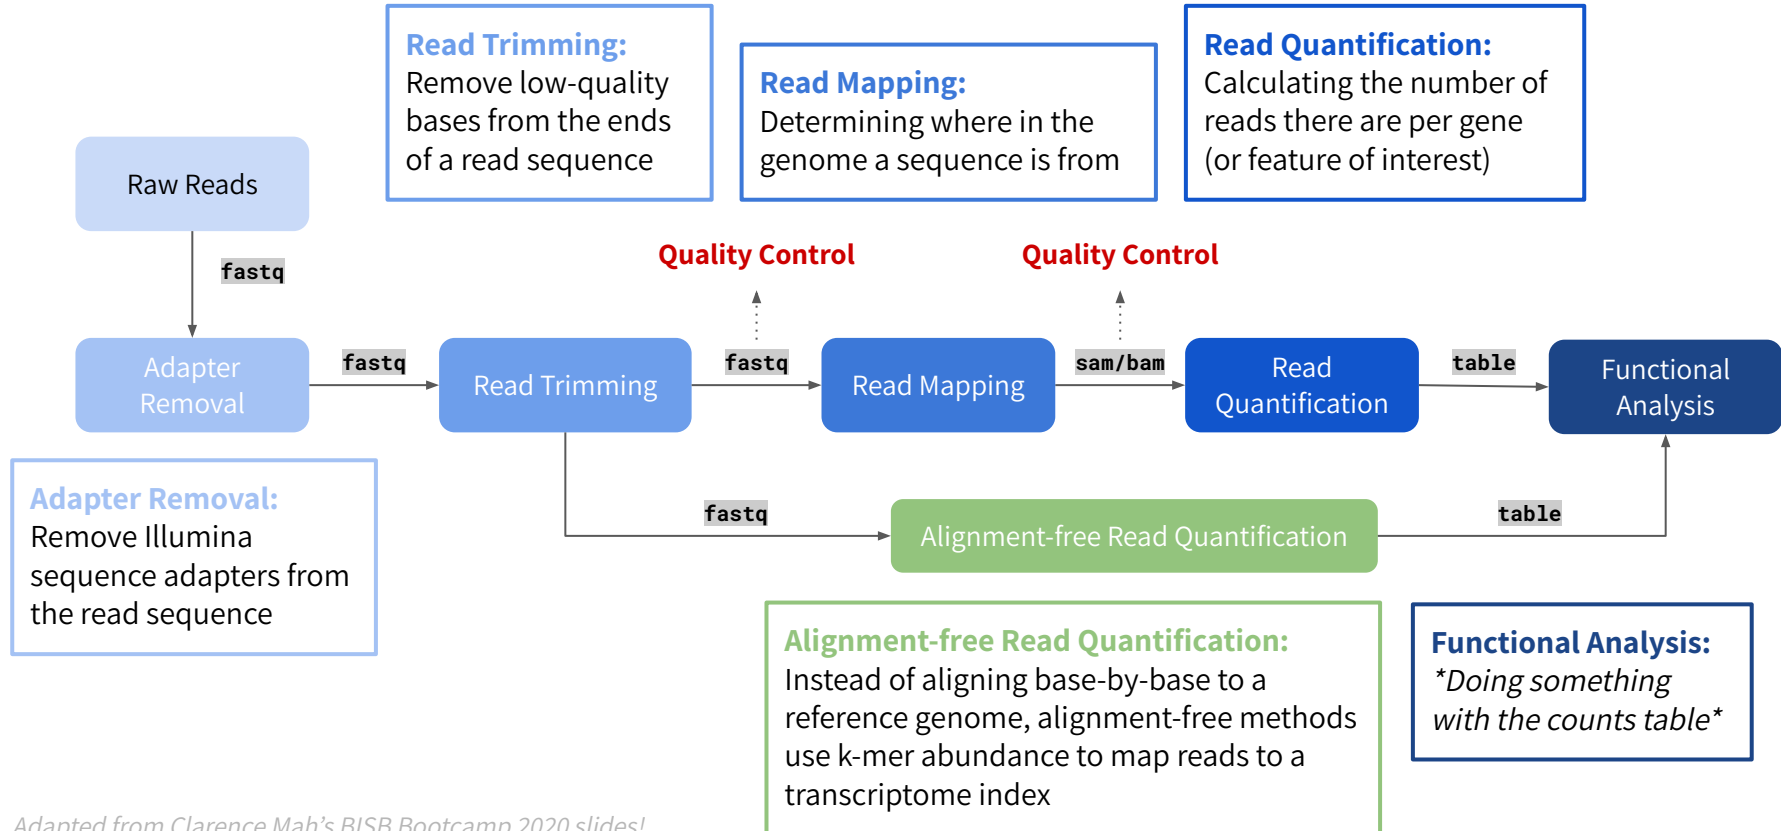 Read Trimming:
Remove low-quality
bases from the ends
of a read sequence
Read Mapping:
Determining where in the
genome a sequence is from
Read Quantification:
Calculating the number of
reads there are per gene
(or feature of interest)
Raw Reads
fastq
Quality Control
Quality Control
Adapter
Removal
fastq
Read Trimming
fastq
Read Mapping
sam/bam
Read
Quantification
table
Functional
Analysis
Adapter Removal:
Remove Illumina
sequence adapters from
the read sequence
fastq
Alignment-free Read Quantification
table
Alignment-free Read Quantification:
Instead of aligning base-by-base to a
reference genome, alignment-free methods
use k-mer abundance to map reads to a
transcriptome index
Functional Analysis:
*Doing something
with the counts table*
Adapted from Clarence Mah's BISB Bootcamp 2020 slides!